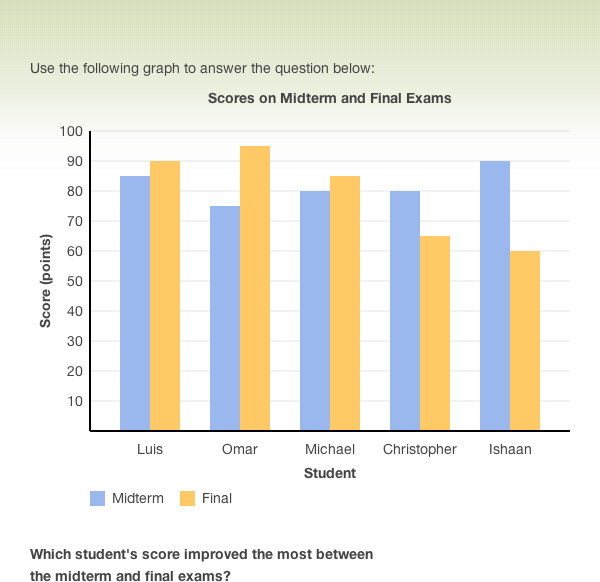 Use the following graph to answer the question below:
Scores on Midterm and Final Exams
100
90
80
70
60
50
40
30
20
10
Score (points)
Luis Omar Michael Christopher Ishaan
Student
Midterm Final
Which student's score improved the most between
the midterm and final exams?